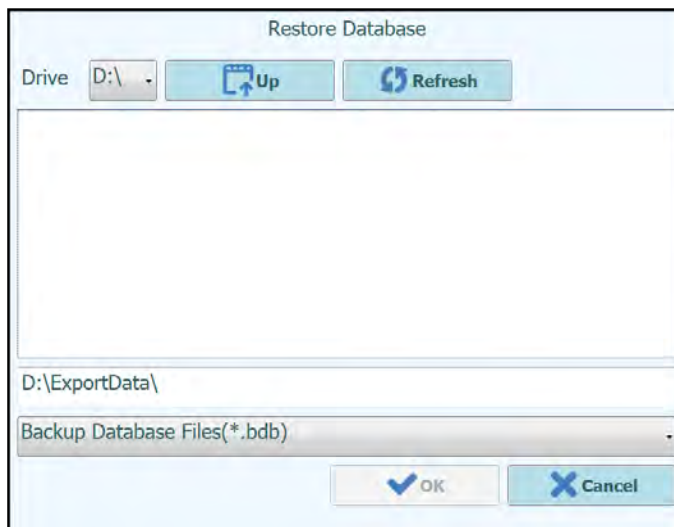 Restore Database
Drive D:\ Up Refresh
D:\ExportData\
Backup Database Files(*.bdb)
OK Cancel